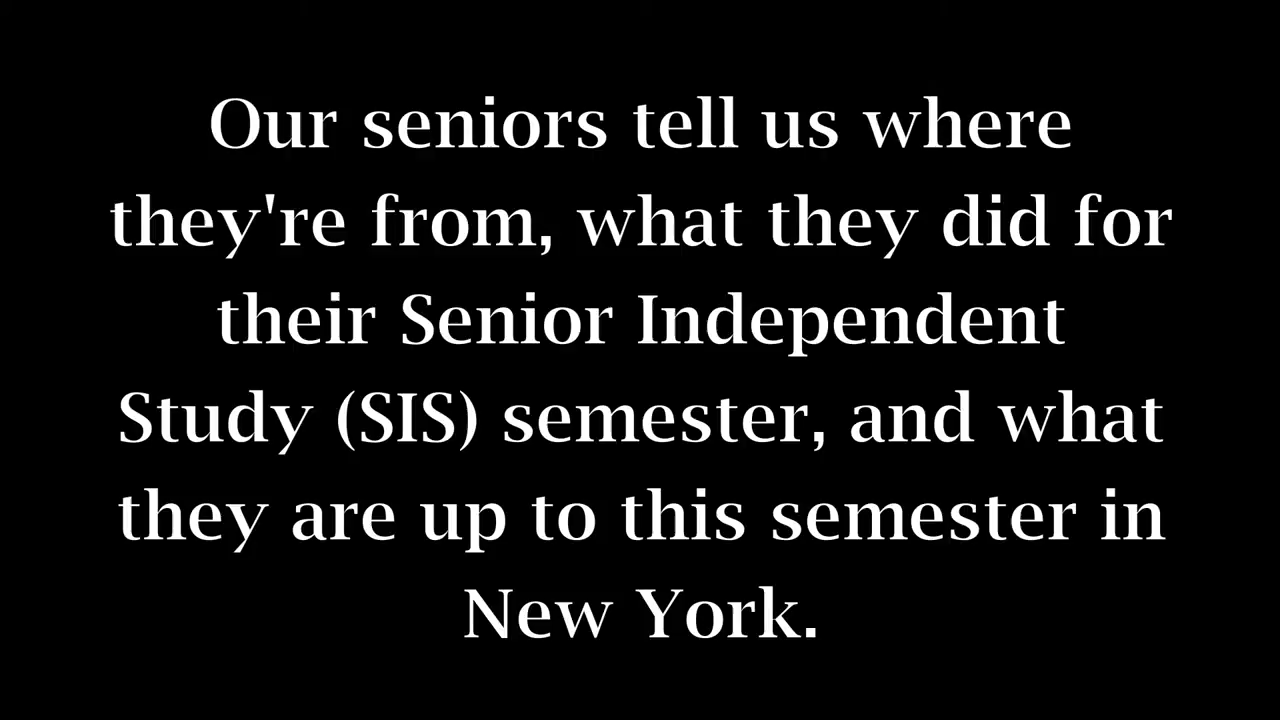 Our seniors tell us where
they're from, what they did for
their Senior Independent
Study (SIS) semester, and what
they are up to this semester in
New York.